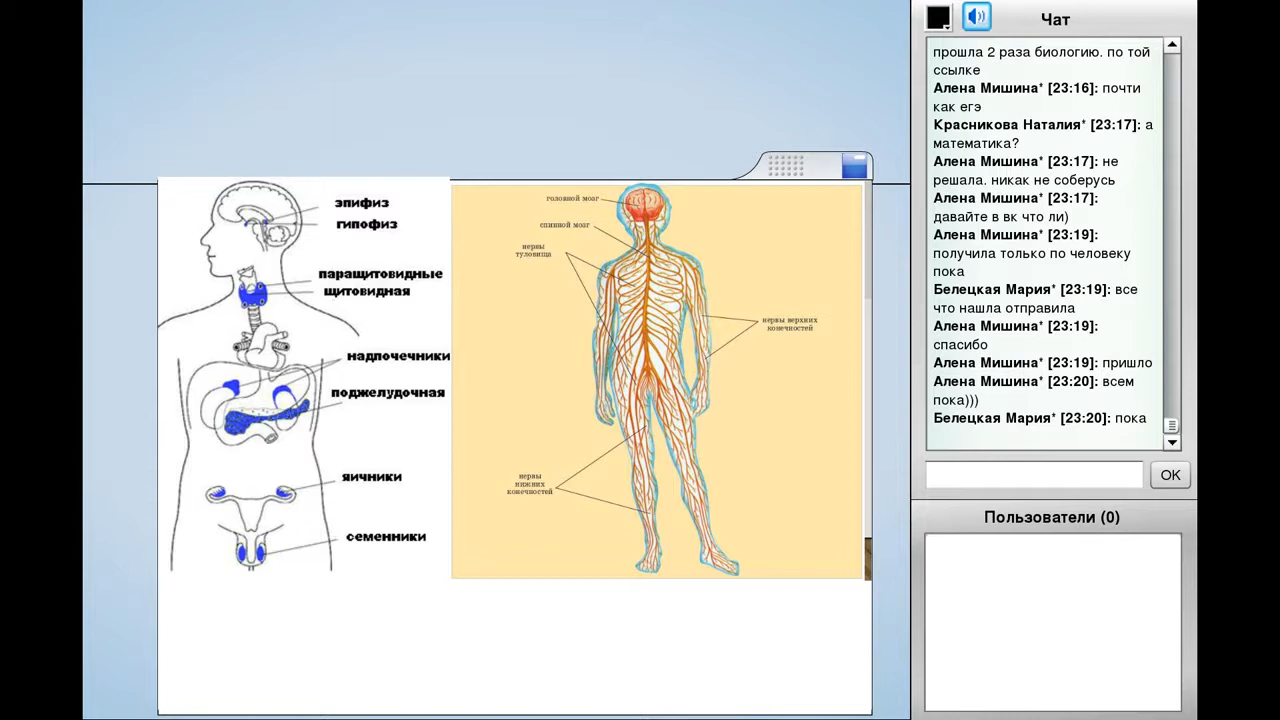 эпифиз
гипофиз
паращитовидные
щитовидная
надпочечники
поджелудочная
яичники
семенники
головной мозг
спинной мозг
нервы
туловища
нервы верхних
конечностей
нервы
нижних
конечностей
Чат
прошла 2 раза биологию. по той
ссылке
Алена Мишина* [23:16]: почти
как егэ
Красникова Наталия* [23:17]: а
математика?
Алена Мишина* [23:17]: не
решала. никак не соберусь
Алена Мишина* [23:17]:
давайте в вк что ли)
Алена Мишина* [23:19]:
получила только по человеку
пока
Белецкая Мария* [23:19]: все
что нашла отправила
Алена Мишина* [23:19]:
спасибо
Алена Мишина* [23:19]: пришло
Алена Мишина* [23:20]: всем
пока)))
Белецкая Мария* [23:20]: пока
OK
Пользователи (0)